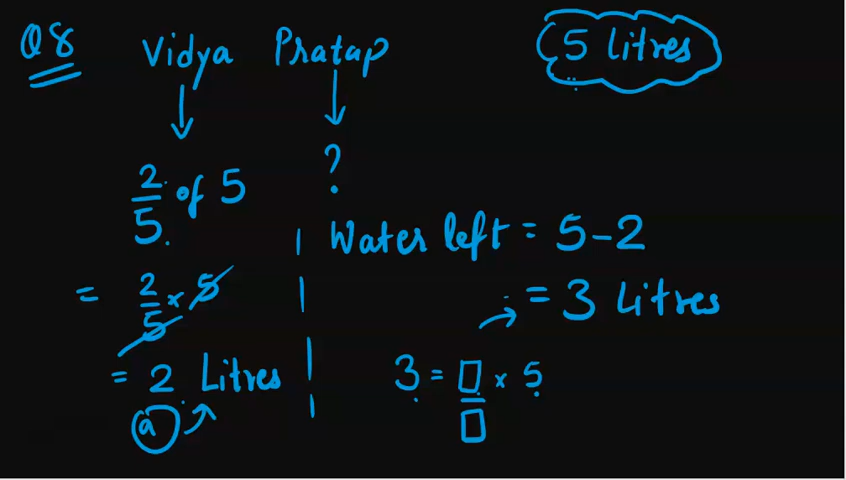 Q8 Vidya Pratap 5 Litres
2/5 of 5 ?
Water left = 5-2
= 2/5 × 5
= 3 Litres
= 2 Litres
3 = □/□ × 5
a